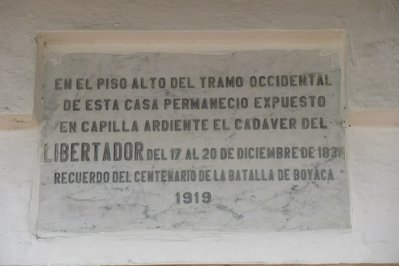 EN EL PISO ALTO DEL TRAMO OCCIDENTAL
DE ESTA CASA PERMANECIO EXPUESTO
EN CAPILLA ARDIENTE EL CADAVER DEL
LIBERTADOR DEL 17 AL 20 DE DICIEMBRE DE 1830
RECUERDO DEL CENTENARIO DE LA BATALLA DE BOYACA
1919